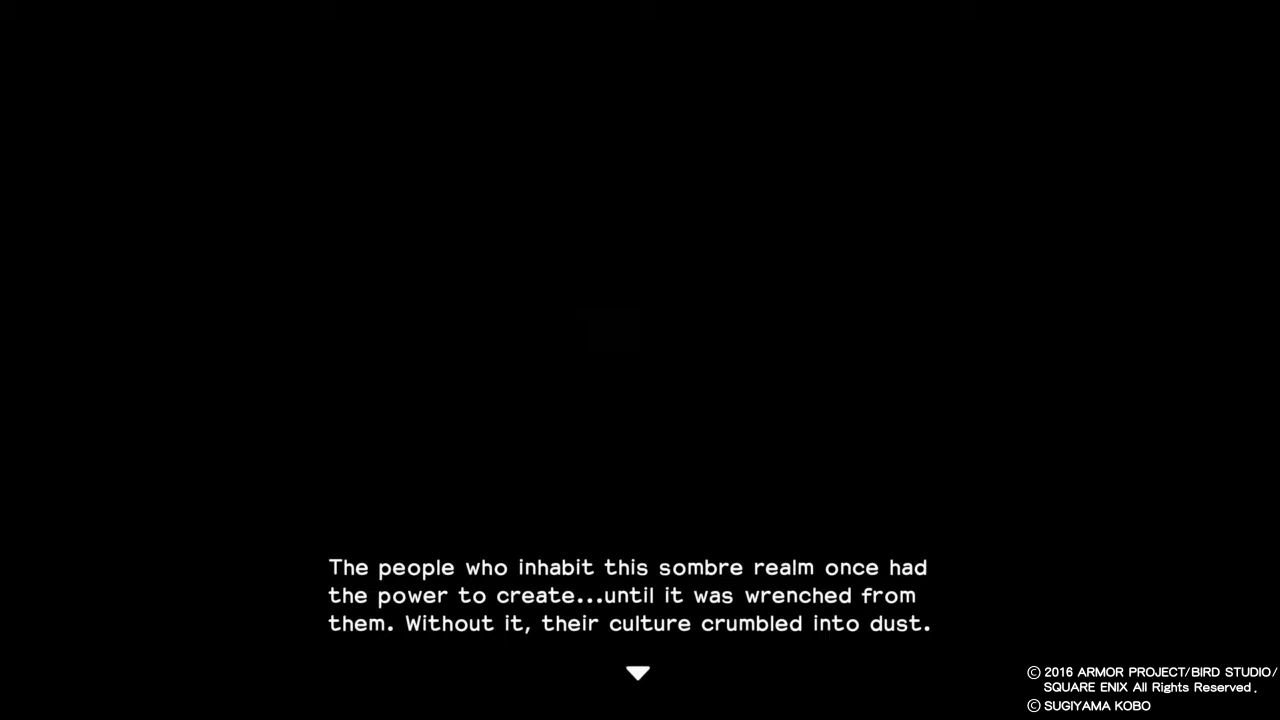 The people who inhabit this sombre realm once had
the power to create...until it was wrenched from
them. Without it, their culture crumbled into dust.
© 2016 ARMOR PROJECT/BIRD STUDIO/
SQUARE ENIX All Rights Reserved.
© SUGIYAMA KOBO